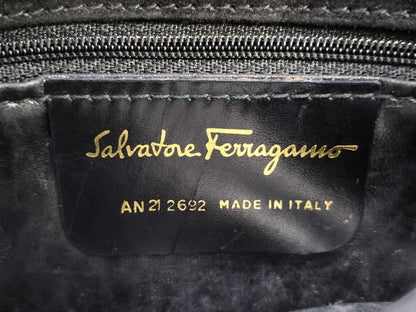 Salvatore Ferragamo
AN 21 2692 MADE IN ITALY